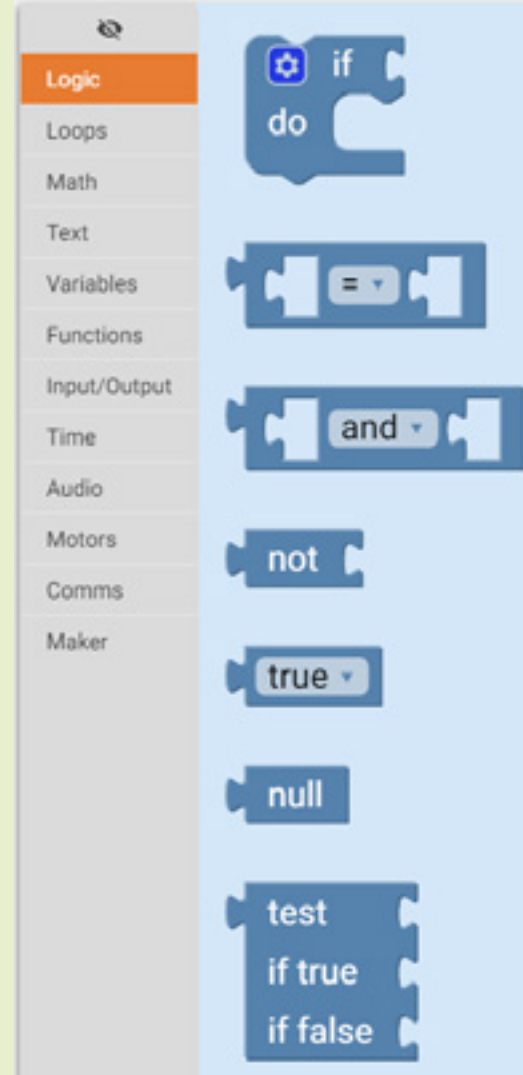 Logic
Loops
Math
Text
Variables
Functions
Input/Output
Time
Audio
Motors
Comms
Maker
if
do
=
and
not
true
null
test
if true
if false